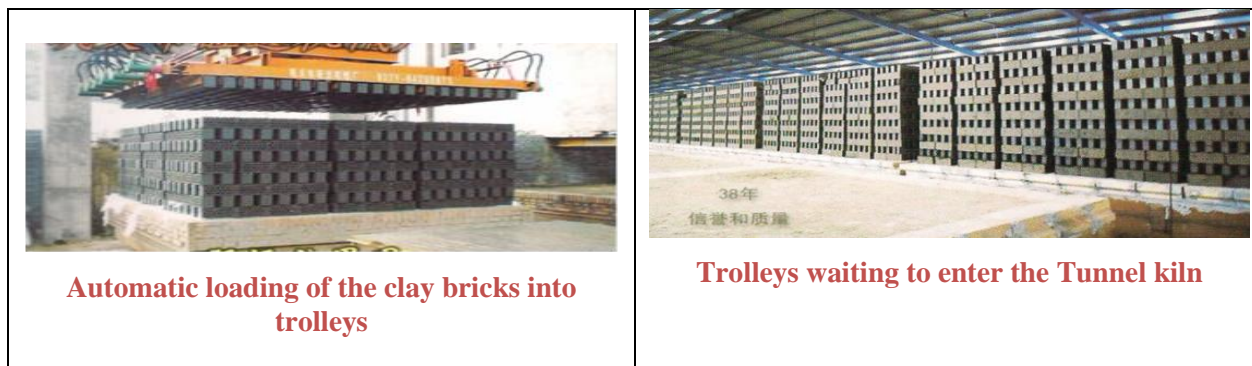 38年
信誉和质量
Automatic loading of the clay bricks into
trolleys
Trolleys waiting to enter the Tunnel kiln